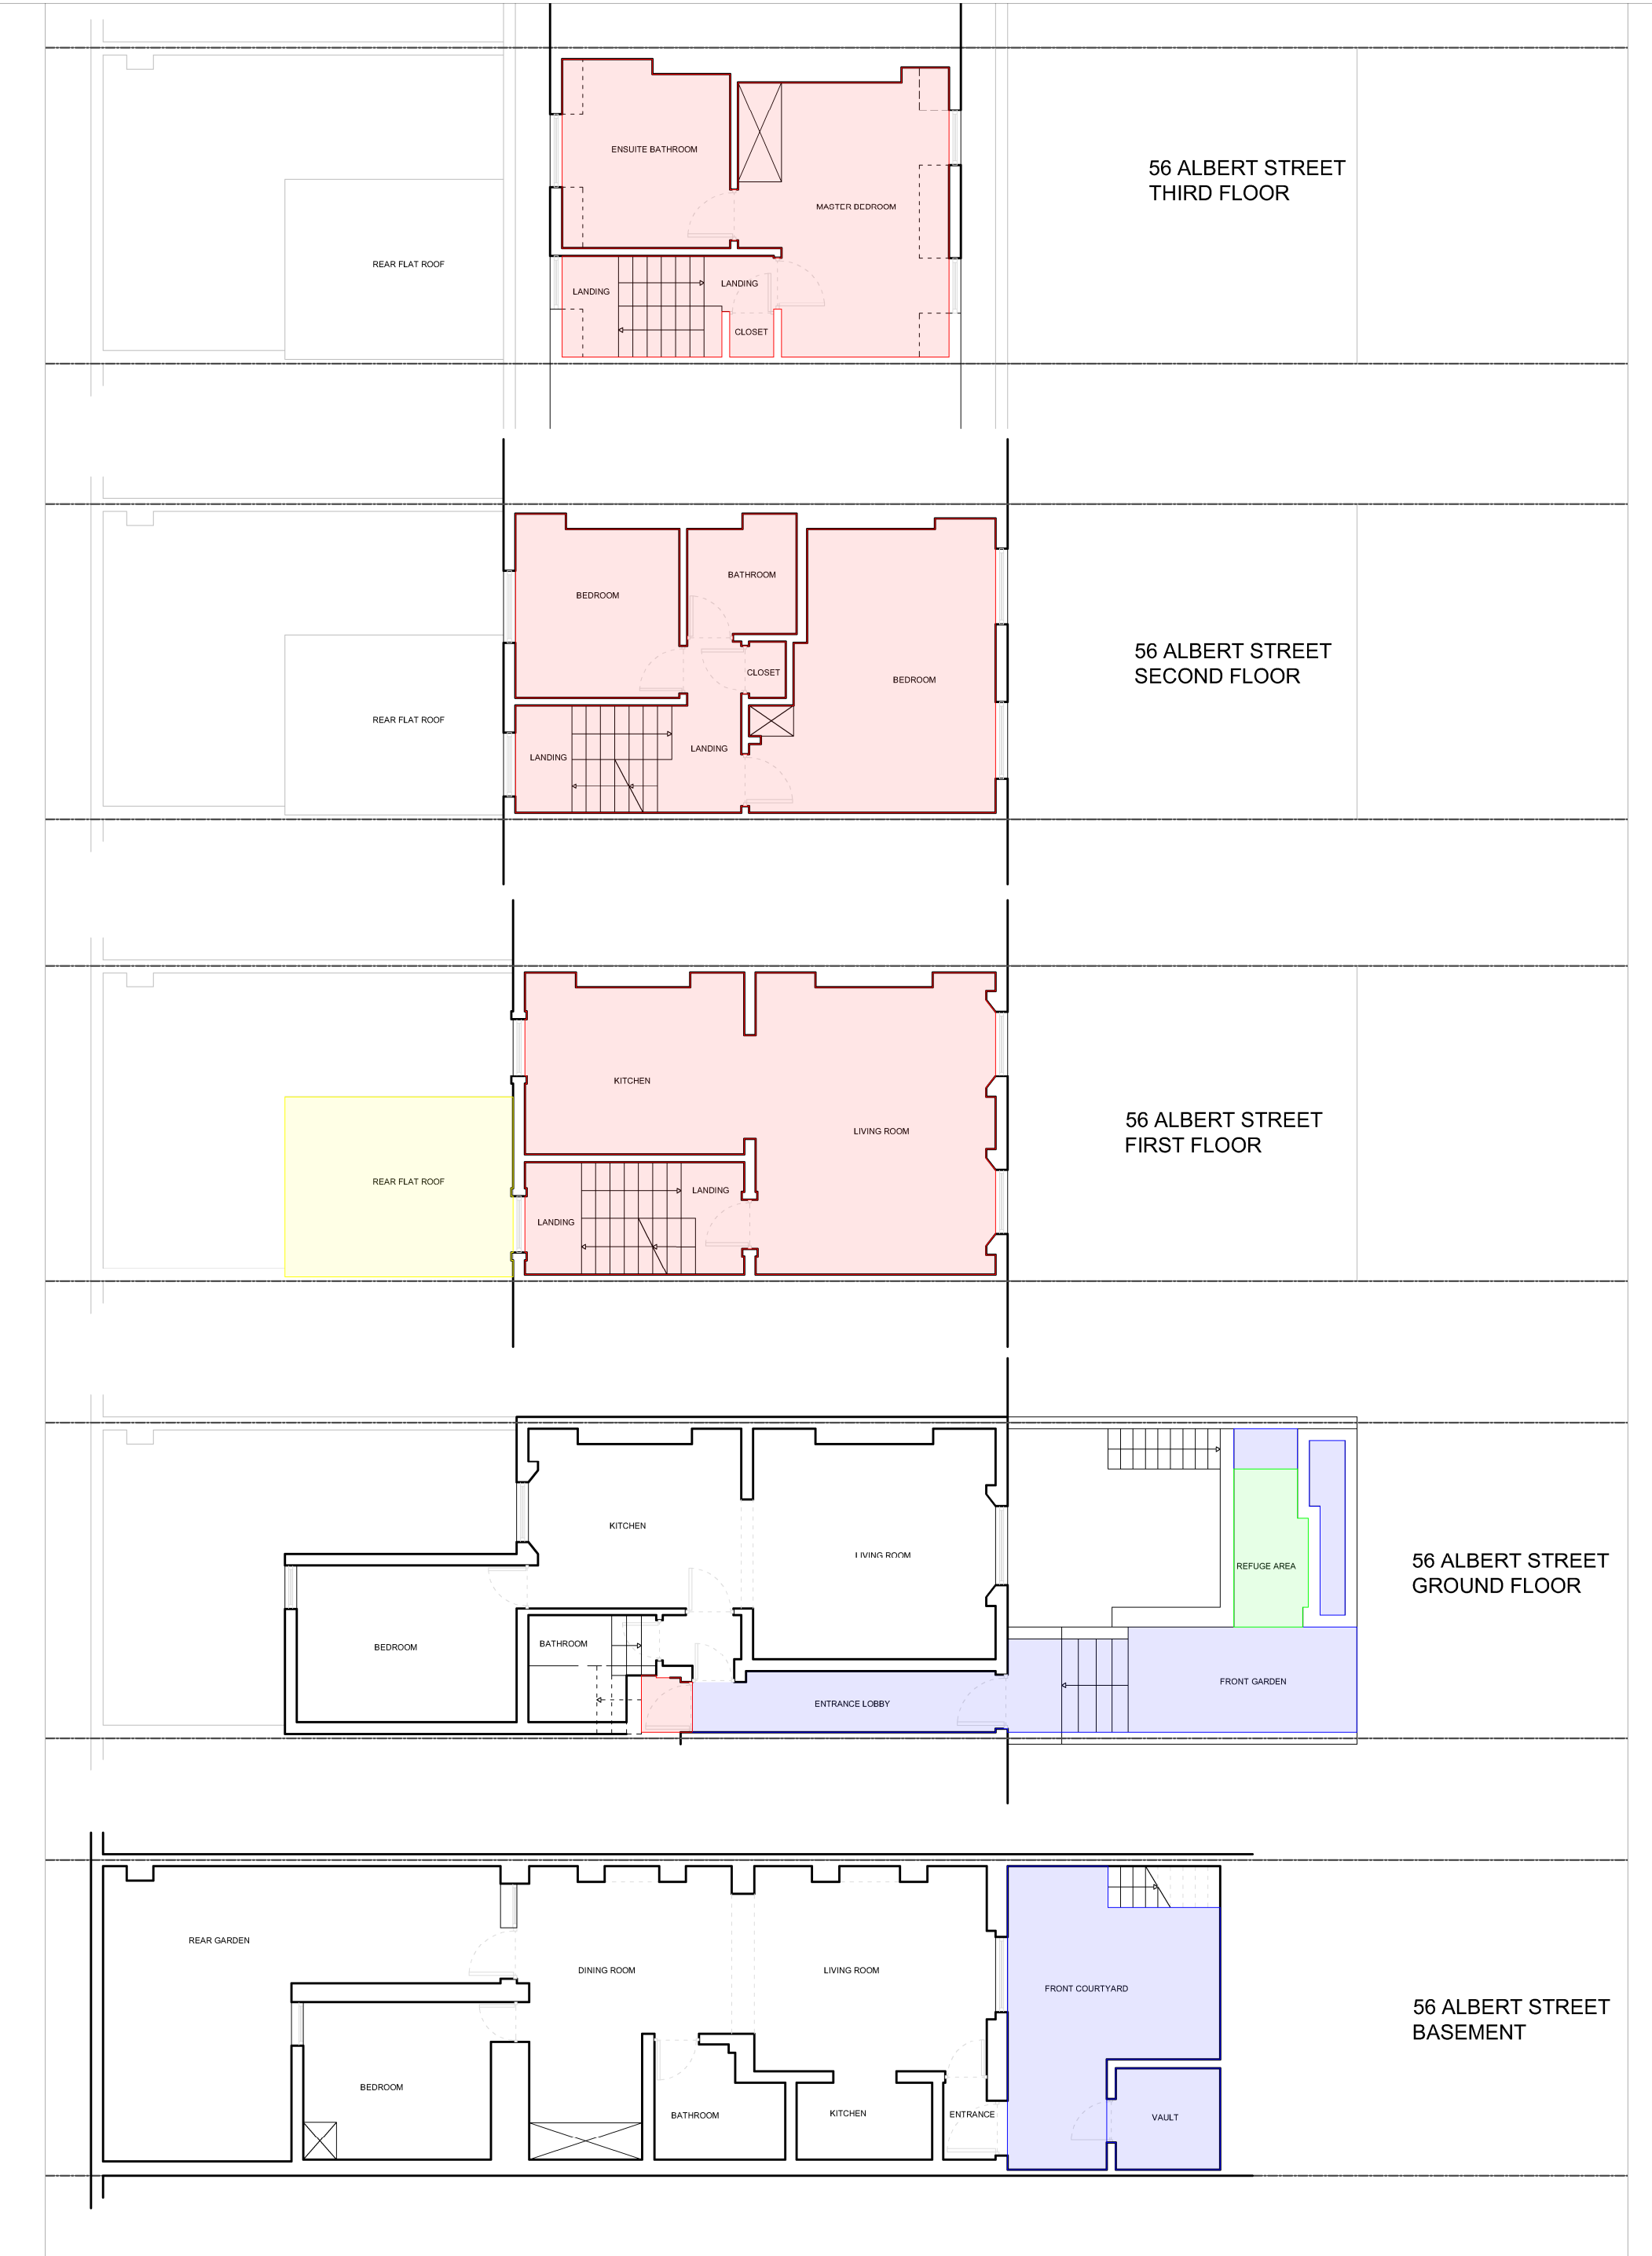 56 ALBERT STREET
THIRD FLOOR
ENSUITE BATHROOM
MASTER BEDROOM
REAR FLAT ROOF
LANDING
LANDING
CLOSET
56 ALBERT STREET
SECOND FLOOR
BATHROOM
BEDROOM
CLOSET
BEDROOM
REAR FLAT ROOF
LANDING
LANDING
56 ALBERT STREET
FIRST FLOOR
KITCHEN
LIVING ROOM
REAR FLAT ROOF
LANDING
LANDING
56 ALBERT STREET
GROUND FLOOR
KITCHEN
LIVING ROOM
REFUGE AREA
BEDROOM
BATHROOM
FRONT GARDEN
ENTRANCE LOBBY
56 ALBERT STREET
BASEMENT
REAR GARDEN
DINING ROOM
LIVING ROOM
FRONT COURTYARD
BEDROOM
BATHROOM
KITCHEN
ENTRANCE
VAULT